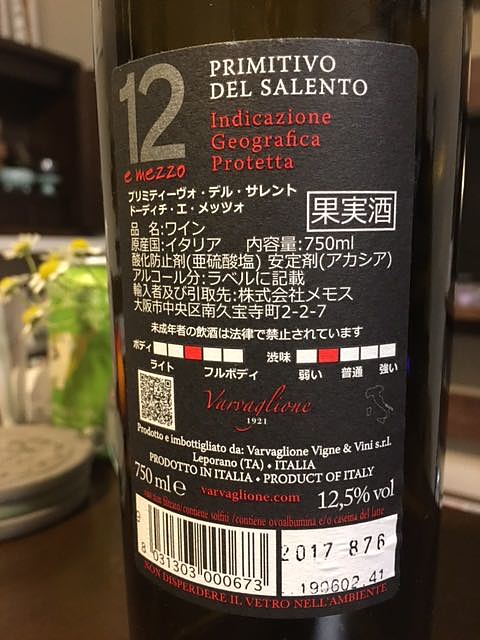 12
e mezzo
PRIMITIVO
DEL SALENTO
Indicazione
Geografica
Protetta
プリミティーヴォ・デル・サレント
ドーディチ・エ・メッツォ
果実酒
品 名:ワイン
原産国:イタリア 内容量:750ml
酸化防止剤(亜硫酸塩) 安定剤(アカシア)
アルコール分:ラベルに記載
輸入者及び引取先:株式会社メモス
大阪市中央区南久宝寺町2-2-7
未成年者の飲酒は法律で禁止されています
ボディ 渋味
ライト フルボディ 弱い 普通 強い
Varvaglione
1921
Prodotto e imbottigliato da: Varvaglione Vigne & Vini s.r.l.
Leporano (TA) • ITALIA
PRODOTTO IN ITALIA • PRODUCT OF ITALY
750 ml e varvaglione.com 12,5% vol
contiene solfiti /contiene ovoalbumina e/o caseina del latte
8 031303 000673
2017 876
190602.41
NON DISPERDERE IL VETRO NELL'AMBIENTE